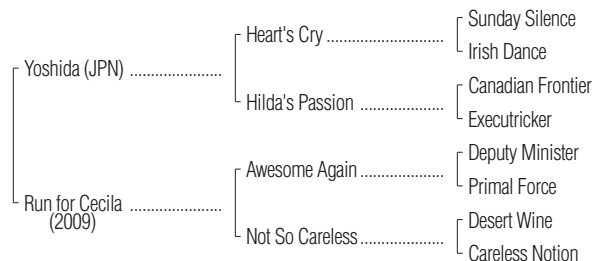 Sunday Silence
Heart's Cry ..........................
Irish Dance
Yoshida (JPN) ......................
Canadian Frontier
Hilda's Passion ...................
Executricker
Deputy Minister
Awesome Again ...................
Primal Force
Run for Cecila ......................
(2009)
Desert Wine
Not So Careless ...................
Careless Notion